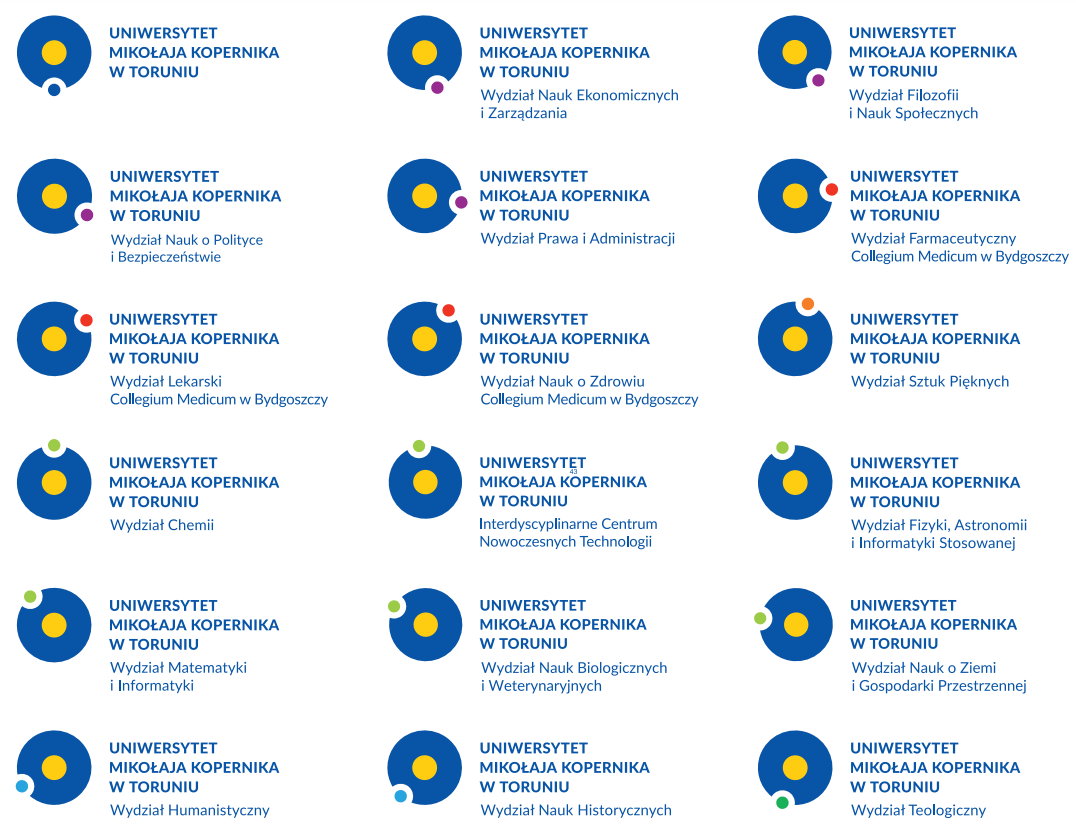 UNIWERSYTET
MIKOŁAJA KOPERNIKA
W TORUNIU
UNIWERSYTET
MIKOŁAJA KOPERNIKA
W TORUNIU
Wydział Nauk Ekonomicznych
i Zarządzania
UNIWERSYTET
MIKOŁAJA KOPERNIKA
W TORUNIU
Wydział Filozofii
i Nauk Społecznych
UNIWERSYTET
MIKOŁAJA KOPERNIKA
W TORUNIU
Wydział Nauk o Polityce
i Bezpieczeństwie
UNIWERSYTET
MIKOŁAJA KOPERNIKA
W TORUNIU
Wydział Prawa i Administracji
UNIWERSYTET
MIKOŁAJA KOPERNIKA
W TORUNIU
Wydział Farmaceutyczny
Collegium Medicum w Bydgoszczy
UNIWERSYTET
MIKOŁAJA KOPERNIKA
W TORUNIU
Wydział Lekarski
Collegium Medicum w Bydgoszczy
UNIWERSYTET
MIKOŁAJA KOPERNIKA
W TORUNIU
Wydział Nauk o Zdrowiu
Collegium Medicum w Bydgoszczy
UNIWERSYTET
MIKOŁAJA KOPERNIKA
W TORUNIU
Wydział Sztuk Pięknych
UNIWERSYTET
MIKOŁAJA KOPERNIKA
W TORUNIU
Wydział Chemii
UNIWERSYTET
43
MIKOŁAJA KOPERNIKA
W TORUNIU
Interdyscyplinarne Centrum
Nowoczesnych Technologii
UNIWERSYTET
MIKOŁAJA KOPERNIKA
W TORUNIU
Wydział Fizyki, Astronomii
i Informatyki Stosowanej
UNIWERSYTET
MIKOŁAJA KOPERNIKA
W TORUNIU
Wydział Matematyki
i Informatyki
UNIWERSYTET
MIKOŁAJA KOPERNIKA
W TORUNIU
Wydział Nauk Biologicznych
i Weterynaryjnych
UNIWERSYTET
MIKOŁAJA KOPERNIKA
W TORUNIU
Wydział Nauk o Ziemi
i Gospodarki Przestrzennej
UNIWERSYTET
MIKOŁAJA KOPERNIKA
W TORUNIU
Wydział Humanistyczny
UNIWERSYTET
MIKOŁAJA KOPERNIKA
W TORUNIU
Wydział Nauk Historycznych
UNIWERSYTET
MIKOŁAJA KOPERNIKA
W TORUNIU
Wydział Teologiczny